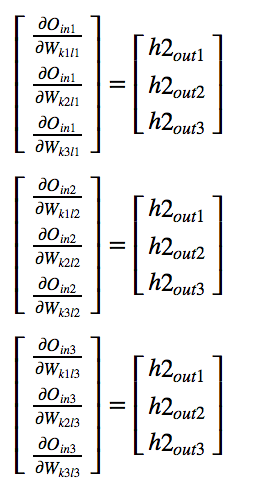 [ ∂O_in1/∂W_k1l1 ] = [ h2_out1 ]
[ ∂O_in1/∂W_k2l1 ] = [ h2_out2 ]
[ ∂O_in1/∂W_k3l1 ] = [ h2_out3 ]
[ ∂O_in2/∂W_k1l2 ] = [ h2_out1 ]
[ ∂O_in2/∂W_k2l2 ] = [ h2_out2 ]
[ ∂O_in2/∂W_k3l2 ] = [ h2_out3 ]
[ ∂O_in3/∂W_k1l3 ] = [ h2_out1 ]
[ ∂O_in3/∂W_k2l3 ] = [ h2_out2 ]
[ ∂O_in3/∂W_k3l3 ] = [ h2_out3 ]